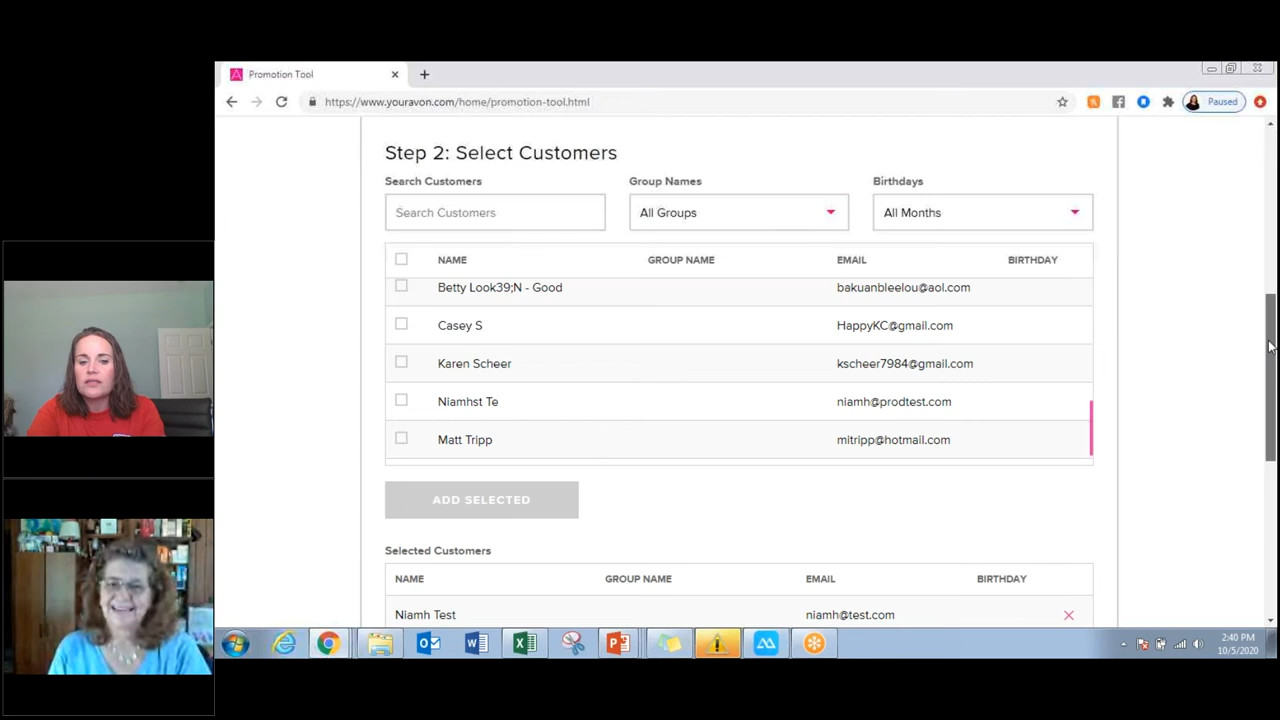 Promotion Tool
https://www.youravon.com/home/promotion-tool.html
Paused
Step 2: Select Customers
Search Customers Group Names Birthdays
Search Customers All Groups All Months
NAME GROUP NAME EMAIL BIRTHDAY
Betty Look39;N - Good bakuanbleelou@aol.com
Casey S HappyKC@gmail.com
Karen Scheer kscheer7984@gmail.com
Niamhst Te niamh@prodtest.com
Matt Tripp mitripp@hotmail.com
ADD SELECTED
Selected Customers
NAME GROUP NAME EMAIL BIRTHDAY
Niamh Test niamh@test.com
2:40 PM
10/5/2020